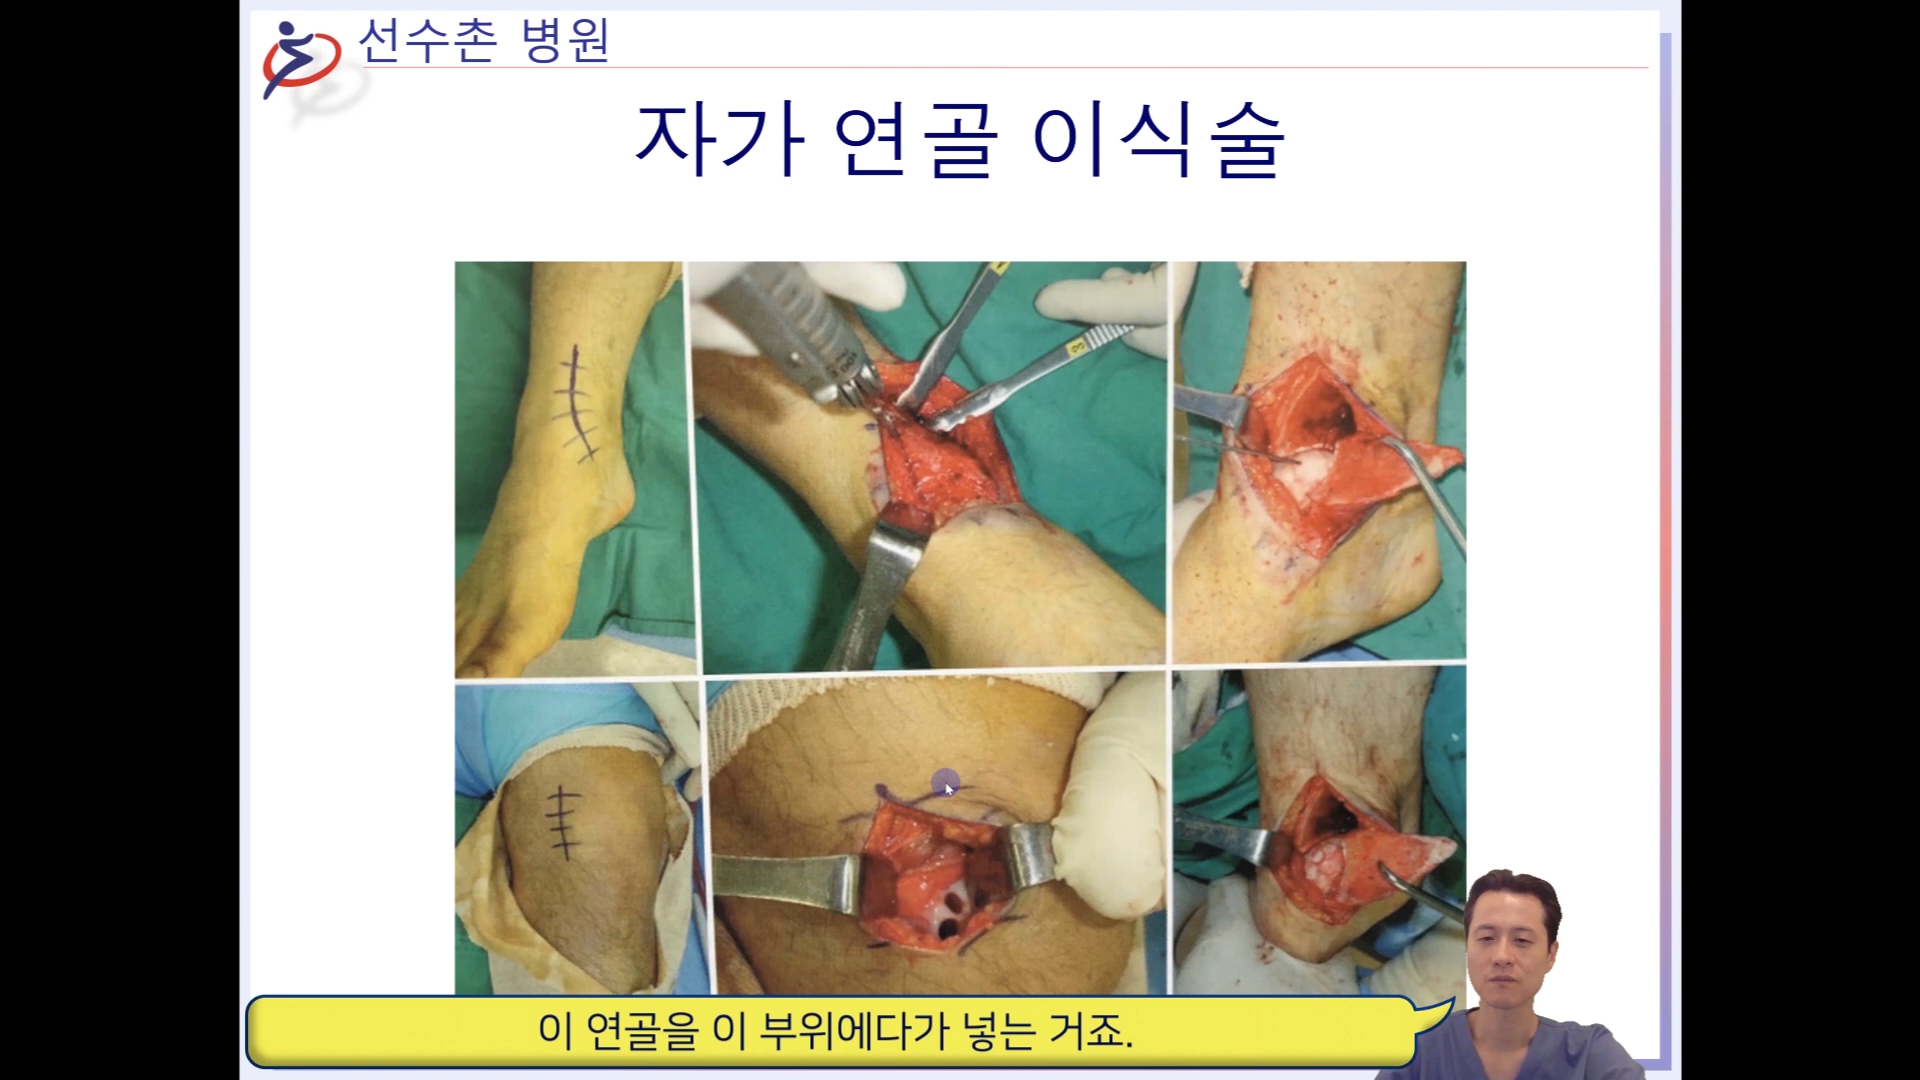 선수촌 병원
자가 연골 이식술
이 연골을 이 부위에다가 넣는 거죠.